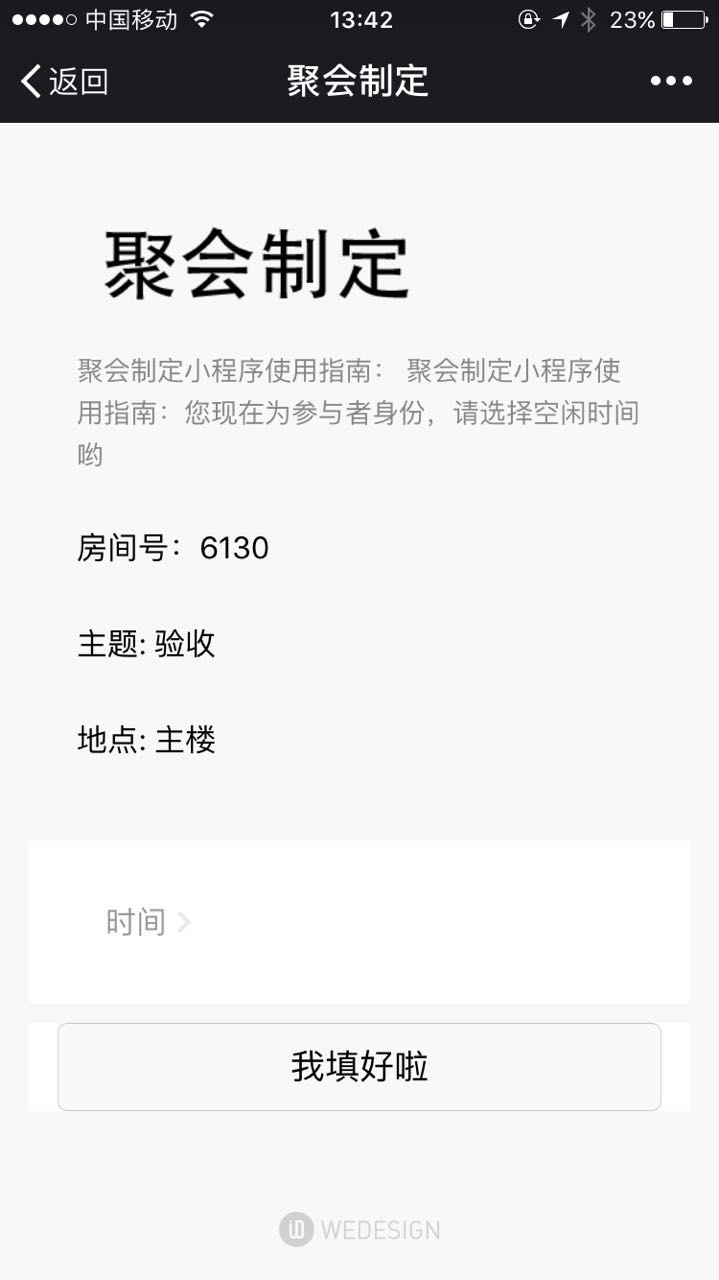 中国移动 13:42 23%
返回 聚会制定
聚会制定
聚会制定小程序使用指南： 聚会制定小程序使
用指南：您现在为参与者身份，请选择空闲时间
哟
房间号：6130
主题: 验收
地点: 主楼
时间
我填好啦
WEDESIGN